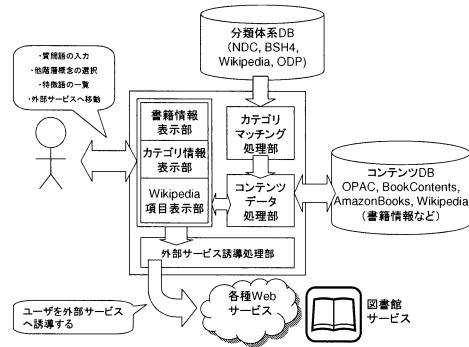 分類体系DB
(NDC, BSH4,
Wikipedia, ODP)
・質問語の入力
・他階層概念の選択
・特徴語の一覧
・外部サービスへ移動
書籍情報
表示部
カテゴリ情報
表示部
Wikipedia
項目表示部
カテゴリ
マッチング
処理部
コンテンツ
データ
処理部
コンテンツDB
OPAC, BookContents,
AmazonBooks, Wikipedia
(書籍情報など)
外部サービス誘導処理部
ユーザを外部サービス
へ誘導する
各種Web
サービス
図書館
サービス